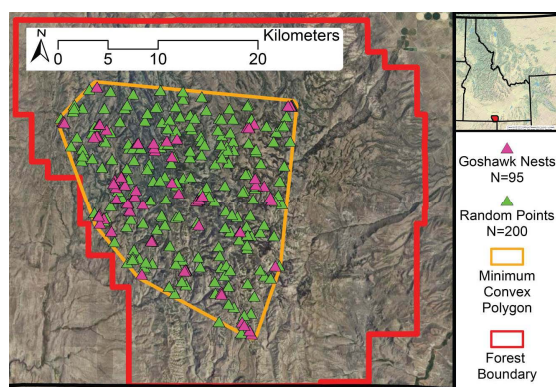 N
Kilometers
0 5 10 20
Goshawk Nests
N=95
Random Points
N=200
Minimum
Convex
Polygon
Forest
Boundary